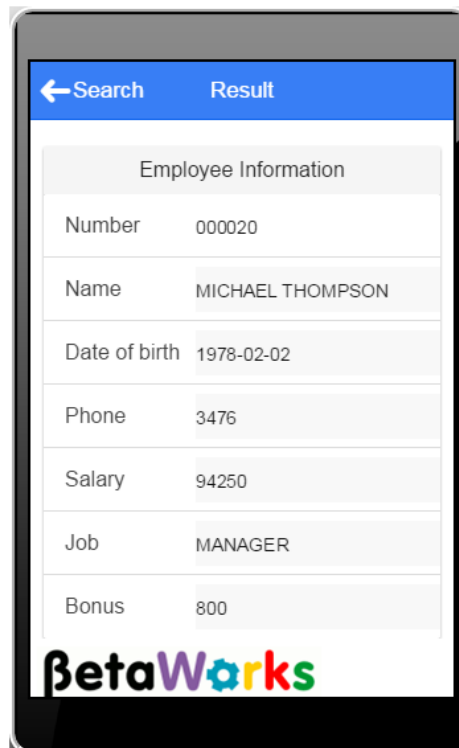 Search Result
Employee Information
Number 000020
Name MICHAEL THOMPSON
Date of birth 1978-02-02
Phone 3476
Salary 94250
Job MANAGER
Bonus 800
βetaWorks